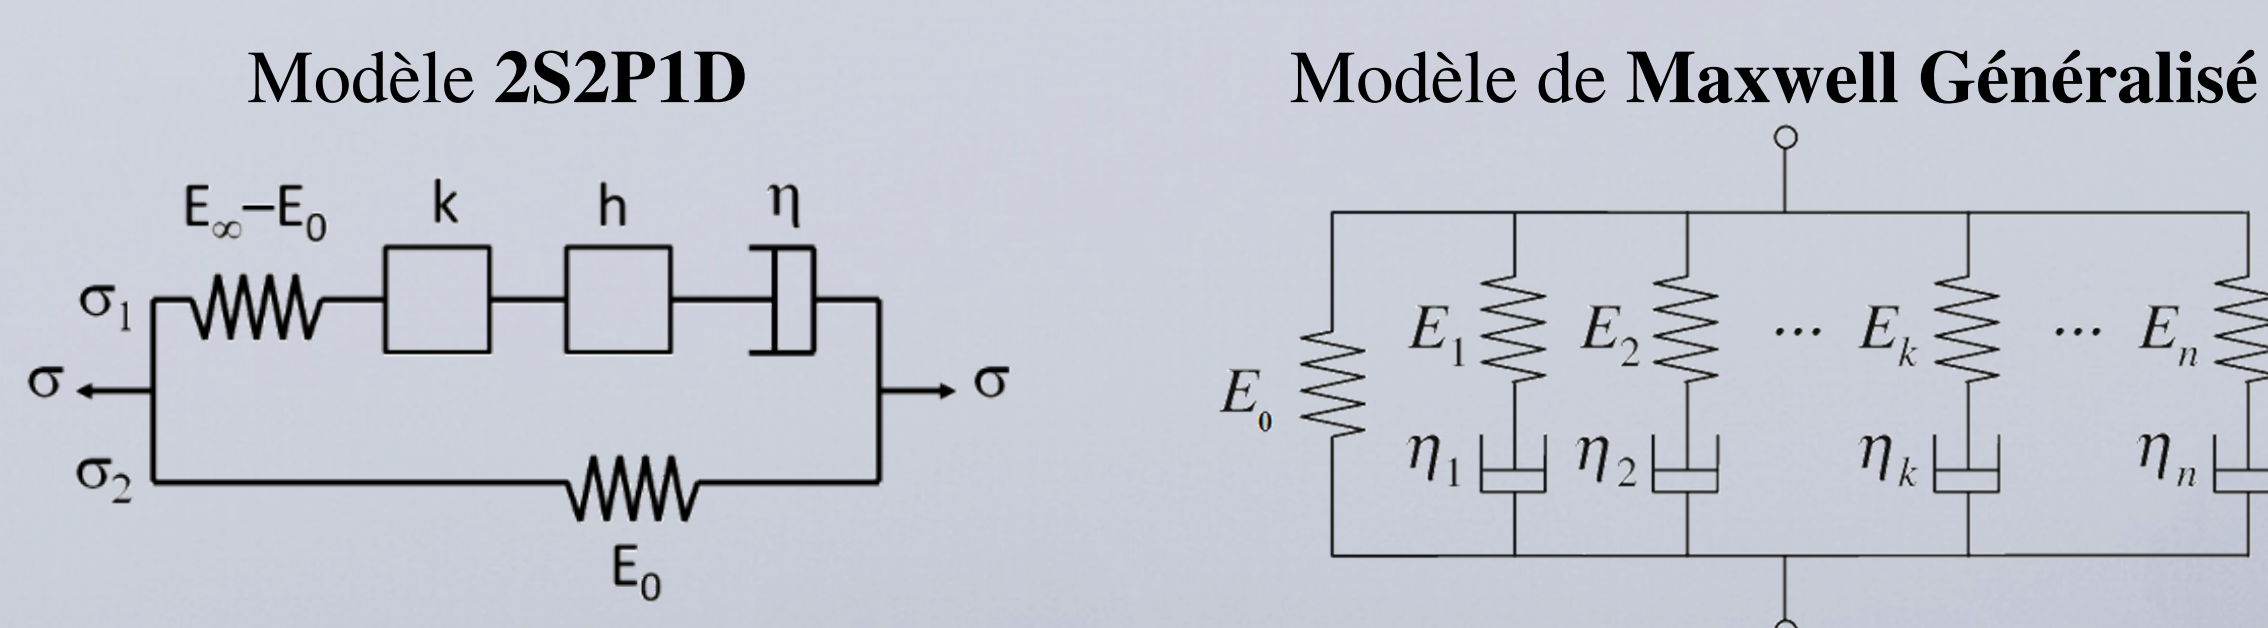 Modèle 2S2P1D
E∞−E0 k h η
σ1
σ σ
σ2
E0
Modèle de Maxwell Généralisé
E1 E2 ... Ek ... En
E0
η1 η2 ηk ηn